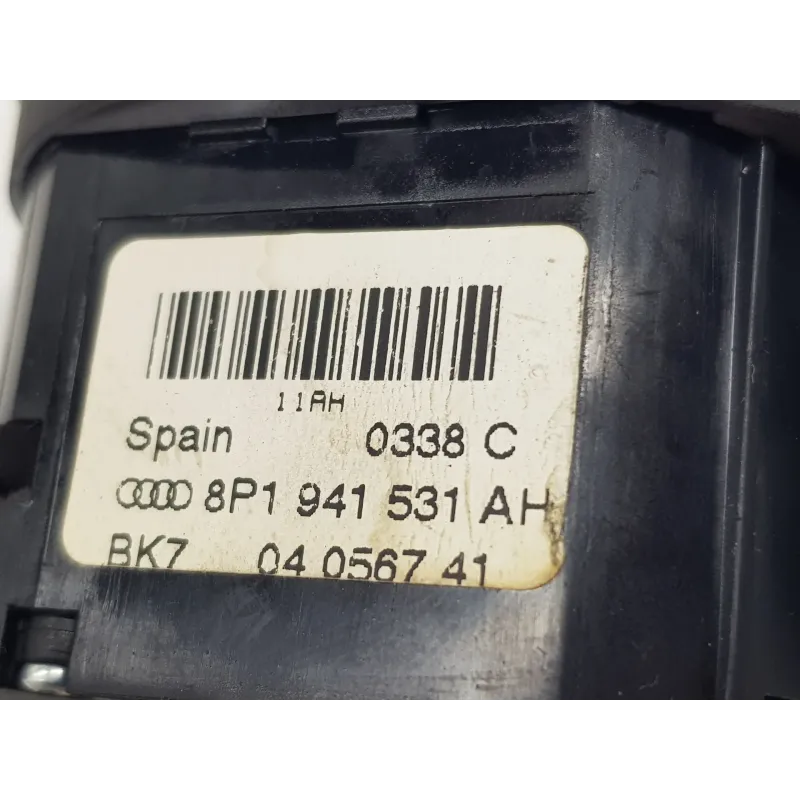 11AH
Spain 0338 C
8P1 941 531 AH
BK7 04 0567 41